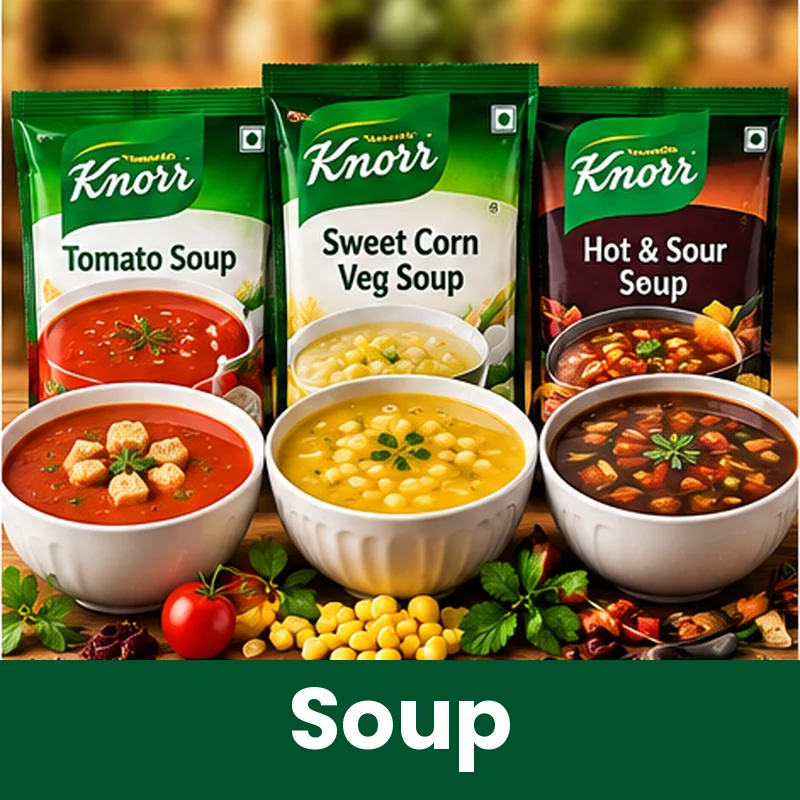 Knorr
Tomato Soup
Knorr
Sweet Corn
Veg Soup
Knorr
Hot & Sour
Soup
Soup